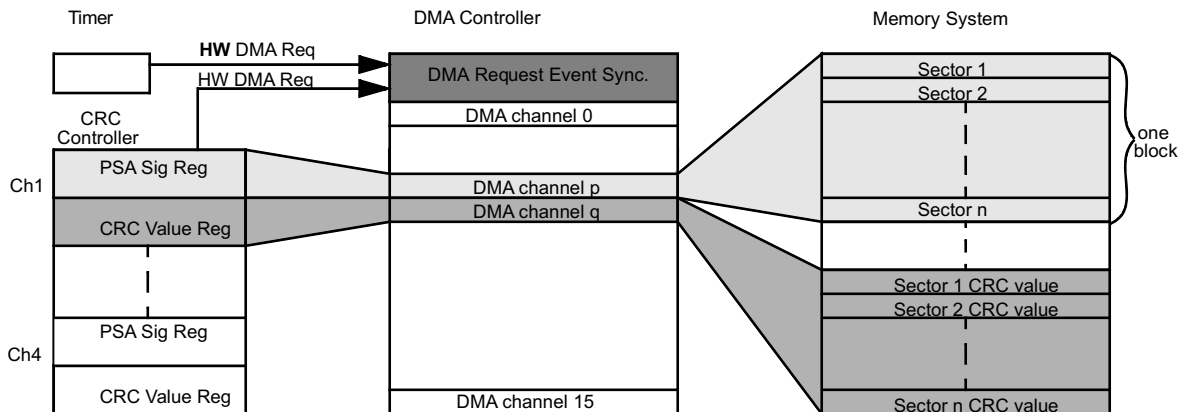 Timer
DMA Controller
Memory System
HW DMA Req
HW DMA Req
DMA Request Event Sync.
DMA channel 0
CRC
Controller
Ch1
PSA Sig Reg
CRC Value Reg
DMA channel p
DMA channel q
Sector 1
Sector 2
Sector n
one
block
Sector 1 CRC value
Sector 2 CRC value
Ch4
PSA Sig Reg
CRC Value Reg
DMA channel 15
Sector n CRC value